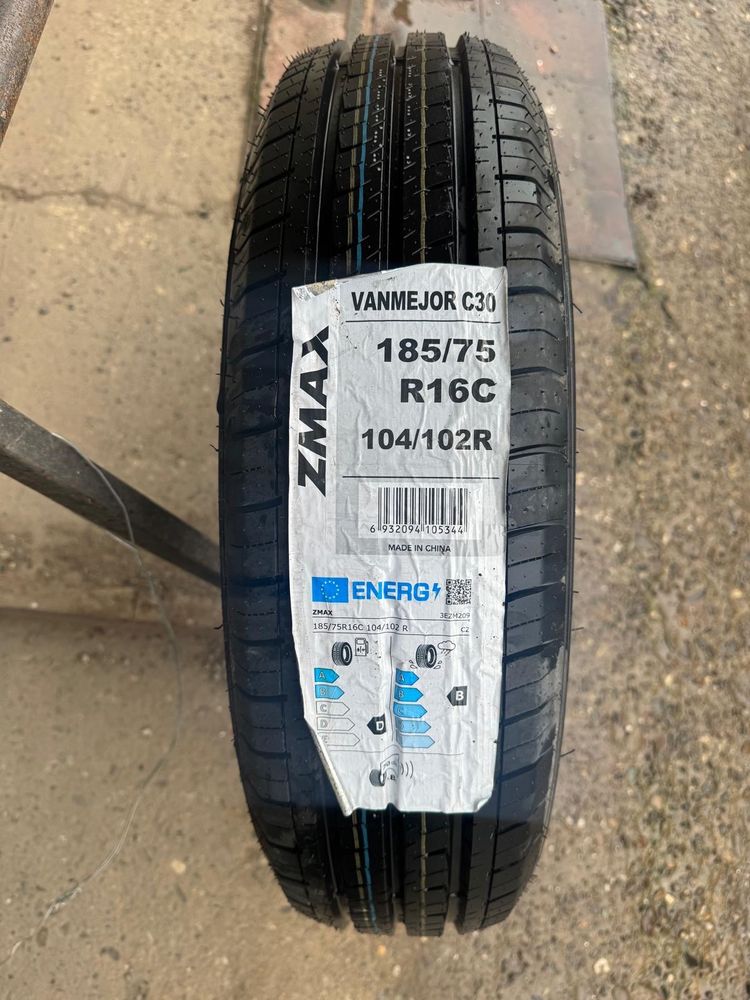 ZMAX
VANMEJOR C30
185/75
R16C
104/102R
6 932094 105344
MADE IN CHINA
ENERG
ZMAX
3EZM209
185/75R16C 104/102 R
C2
A
B
C
D
E
D
A
B
C
B